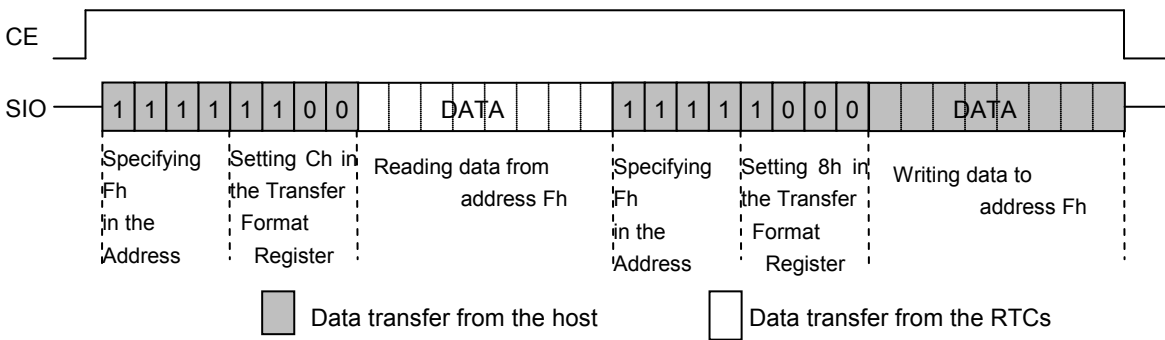 CE
SIO 1 1 1 1 1 1 0 0 DATA 1 1 1 1 1 0 0 0 DATA
Specifying
Fh
in the
Address
Setting Ch in
the Transfer
Format
Register
Reading data from
address Fh
Specifying
Fh
in the
Address
Setting 8h in
the Transfer
Format
Register
Writing data to
address Fh
Data transfer from the host
Data transfer from the RTCs